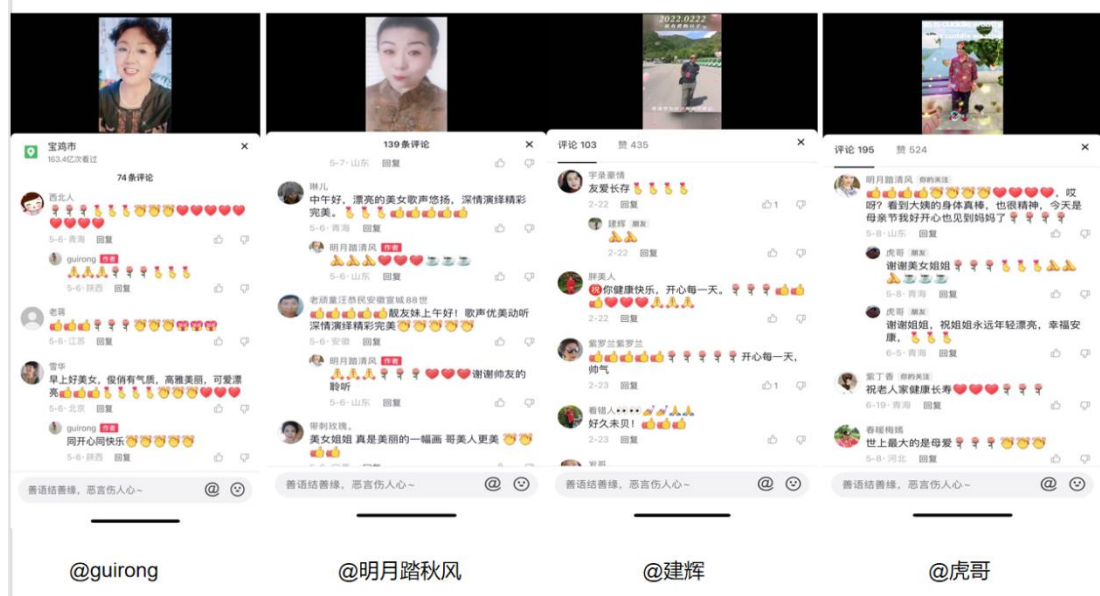 宝鸡市
163.4亿次看过
74条评论
西北人
🌹🌹🌹🏅🏅🏅👏👏👏❤️❤️❤️❤️❤️
❤️❤️❤️❤️
5-6·青海 回复
guirong 作者
🙏🙏🙏🌹🌹🌹🏅🏅🏅
5-6·陕西 回复
老蒋
👍👍👍🌹🌹🌹👏👏👏💝💝💝
5-8·江苏 回复
雪华
早上好美女，俊俏有气质，高雅美丽，可爱漂
亮👍👍👍🏅🏅🏅👏👏👏❤️❤️❤️
5-6·北京 回复
guirong 作者
同开心同快乐👏👏👏👏👏
5-6·陕西 回复
善语结善缘，恶言伤人心~
@guirong
139条评论
5-7·山东 回复
琳儿
中午好，漂亮的美女歌声悠扬，深情演绎精彩
完美。🏅🏅🏅👍👍👍👍👍
5-6·青海 回复
明月踏清风 作者
🙏🙏🙏❤️❤️❤️☕☕☕
5-6·山东 回复
老顽童汪恭民安徽宣城88世
👍👍👍👍👍靓友妹上午好！歌声优美动听
深情演绎精彩完美👏👏👏👏👏
5-6·安徽 回复
明月踏清风 作者
🙏🙏🙏🌹🌹🌹❤️❤️❤️谢谢帅友的
聆听
5-6·山东 回复
带刺玫瑰。
美女姐姐 真是美丽的一幅画 哥美人更美 👏👏
👍👍
善语结善缘，恶言伤人心~
@明月踏秋风
2022.0222
评论 103 赞 435
宇录豪情
友爱长存🏅🏅🏅🏅
2-22 回复 1
建辉 朋友
🙏🙏
2-22 回复
胖美人
㊗️你健康快乐，开心每一天。🌹🌹🌹👍👍
👍❤️❤️❤️🙏🙏🙏
2-22 回复
紫罗兰紫罗兰
👍👍👍👍👍🌹🌹🌹🌹🌹开心每一天，
帅气
2-23 回复 1
看错人👀👀💅💅🙏🙏
好久未贝！👍👍👍
2-23 回复
善语结善缘，恶言伤人心~
@建辉
评论 195 赞 524
明月踏清风 你的关注
👍👍👍👍👏👏👏👏❤️❤️❤️❤️，哎
呀？看到大姨的身体真棒，也很精神，今天是
母亲节我好开心也见到妈妈了🌹🌹🌹🌹
5-8·山东 回复
虎哥 朋友
谢谢美女姐姐🌹🌹🌹🏅🏅🏅🙏🙏
🙏☕☕☕
5-8·青海 回复
虎哥 朋友
谢谢姐姐，祝姐姐永远年轻漂亮，幸福安
康，🏅🏅🏅
6-5·青海 回复
紫丁香 你的关注
祝老人家健康长寿❤️❤️❤️🌹🌹🌹
6-19·青海 回复
春暖梅嫣
世上最大的是母爱🌹🌹🌹👏👏👏
5-8·河北 回复
善语结善缘，恶言伤人心~
@虎哥